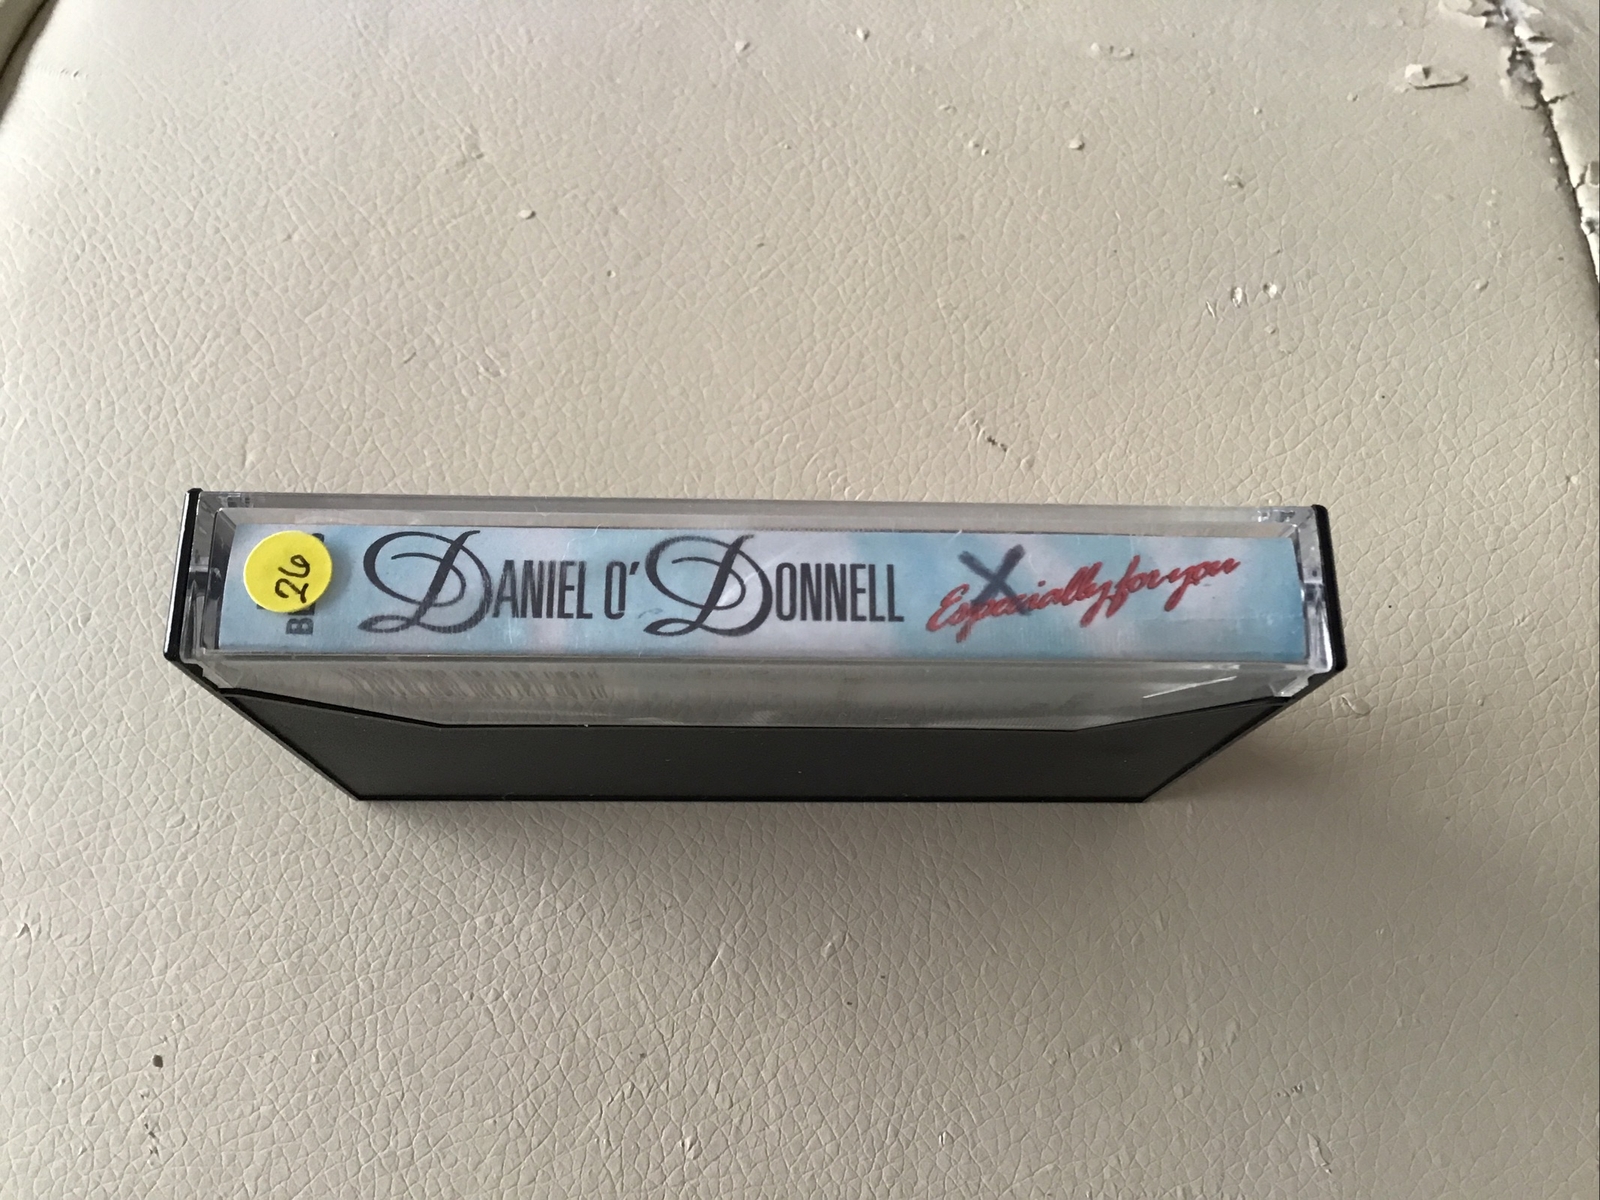 26
DANIEL O'DONNELL
Especially for you